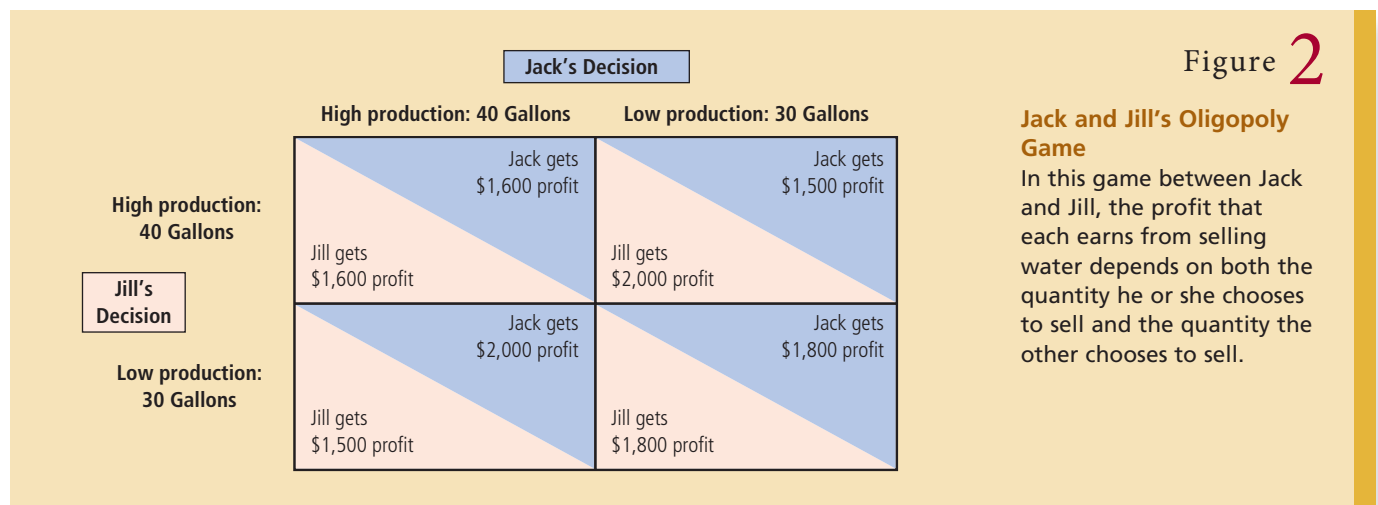 Jack's Decision
High production: 40 Gallons
Low production: 30 Gallons
High production:
40 Gallons
Jill's
Decision
Low production:
30 Gallons
Jack gets
$1,600 profit
Jill gets
$1,600 profit
Jack gets
$1,500 profit
Jill gets
$2,000 profit
Jack gets
$2,000 profit
Jill gets
$1,500 profit
Jack gets
$1,800 profit
Jill gets
$1,800 profit
Figure 2
Jack and Jill's Oligopoly
Game
In this game between Jack
and Jill, the profit that
each earns from selling
water depends on both the
quantity he or she chooses
to sell and the quantity the
other chooses to sell.